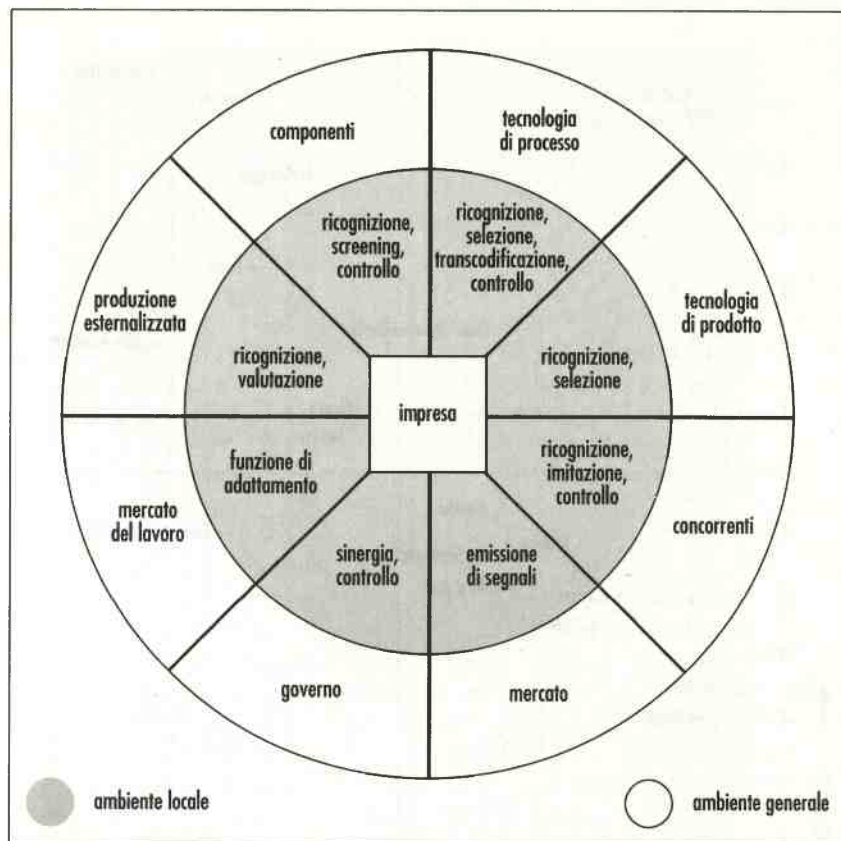 componenti
tecnologia
di processo
ricognizione,
screening,
controllo
ricognizione,
selezione,
transcodificazione,
controllo
produzione
esternalizzata
tecnologia
di prodotto
ricognizione,
valutazione
ricognizione,
selezione
impresa
funzione di
adattamento
ricognizione,
imitazione,
controllo
mercato
del lavoro
concorrenti
sinergia,
controllo
emissione
di segnali
governo
mercato
ambiente locale
ambiente generale